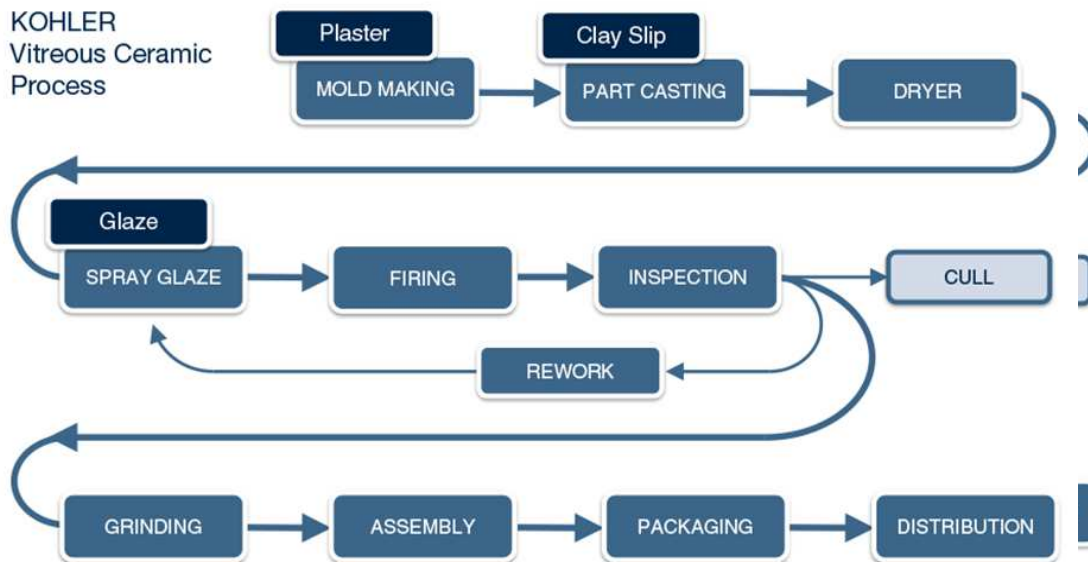 KOHLER
Vitreous Ceramic
Process
Plaster
MOLD MAKING
Clay Slip
PART CASTING
DRYER
Glaze
SPRAY GLAZE
FIRING
INSPECTION
CULL
REWORK
GRINDING
ASSEMBLY
PACKAGING
DISTRIBUTION